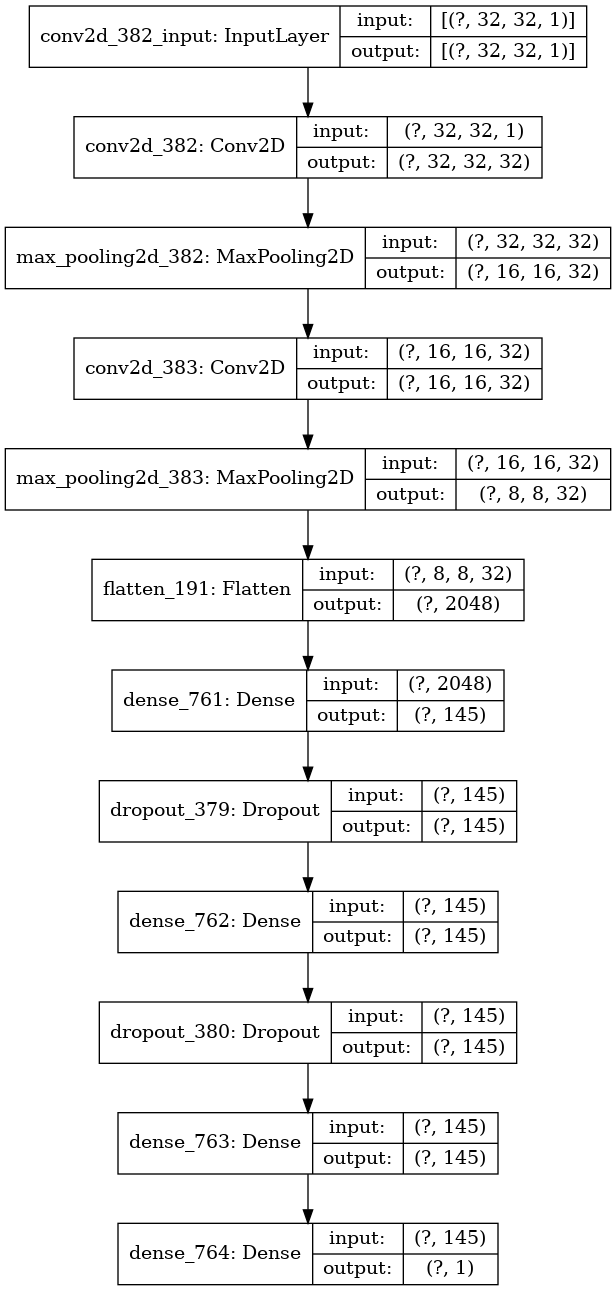 conv2d_382_input: InputLayer
input: [(?, 32, 32, 1)]
output: [(?, 32, 32, 1)]
conv2d_382: Conv2D
input: (?, 32, 32, 1)
output: (?, 32, 32, 32)
max_pooling2d_382: MaxPooling2D
input: (?, 32, 32, 32)
output: (?, 16, 16, 32)
conv2d_383: Conv2D
input: (?, 16, 16, 32)
output: (?, 16, 16, 32)
max_pooling2d_383: MaxPooling2D
input: (?, 16, 16, 32)
output: (?, 8, 8, 32)
flatten_191: Flatten
input: (?, 8, 8, 32)
output: (?, 2048)
dense_761: Dense
input: (?, 2048)
output: (?, 145)
dropout_379: Dropout
input: (?, 145)
output: (?, 145)
dense_762: Dense
input: (?, 145)
output: (?, 145)
dropout_380: Dropout
input: (?, 145)
output: (?, 145)
dense_763: Dense
input: (?, 145)
output: (?, 145)
dense_764: Dense
input: (?, 145)
output: (?, 1)